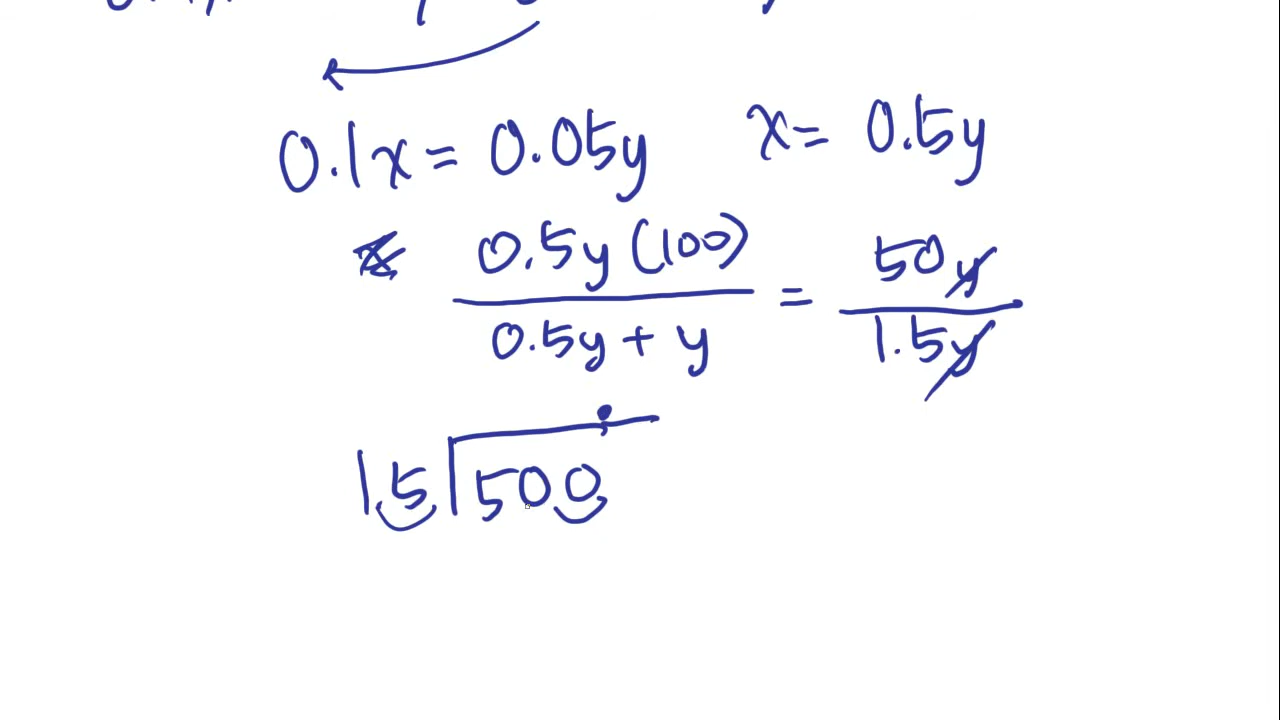 0.1x = 0.05y x = 0.5y
0.5y (100) 50y
=
0.5y + y 1.5y
1.5 500